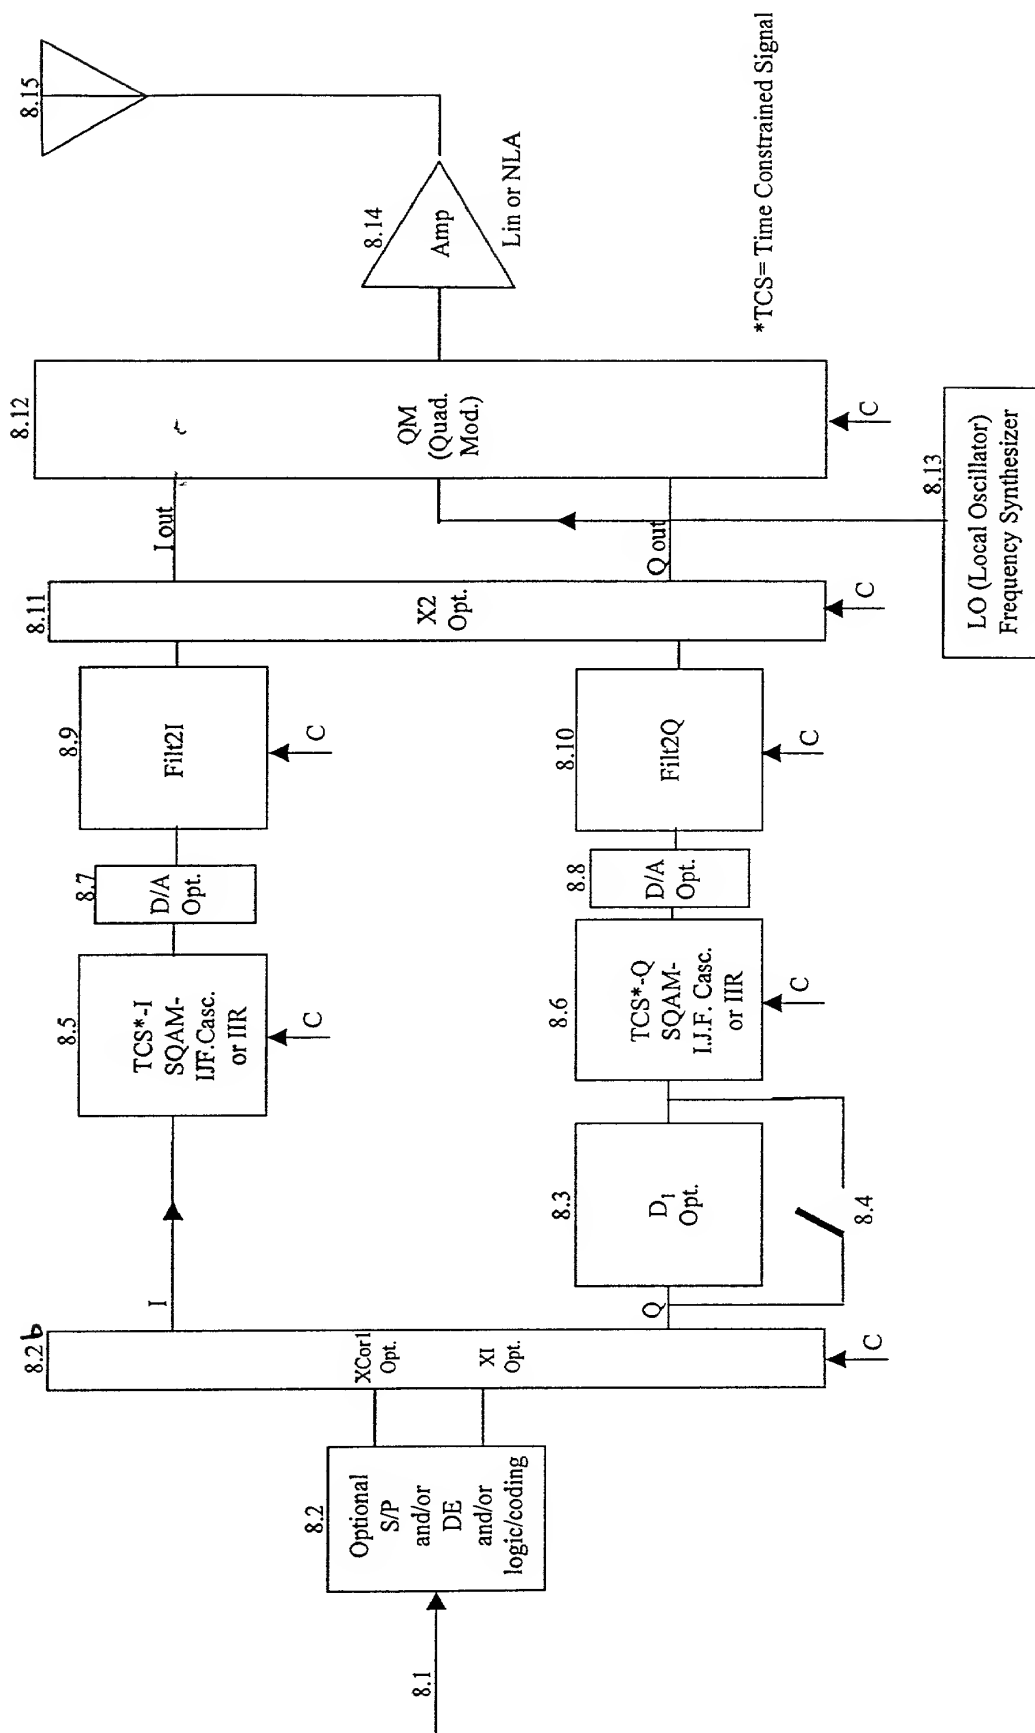 8.1
8.2
Optional
S/P
and/or
DE
and/or
logic/coding
8.2b
XCor1
Opt.
XI
Opt.
C
I
Q
8.3
D1
Opt.
8.4
8.5
TCS*-I
SQAM-
IJF.Casc.
or IIR
C
8.6
TCS*-Q
SQAM-
I.J.F. Casc.
or IIR
C
8.7
D/A
Opt.
8.8
D/A
Opt.
8.9
Filt2I
C
8.10
Filt2Q
C
8.11
X2
Opt.
C
I out
Q out
8.12
QM
(Quad.
Mod.)
C
8.13
LO (Local Oscillator)
Frequency Synthesizer
8.14
Amp
Lin or NLA
8.15
*TCS= Time Constrained Signal